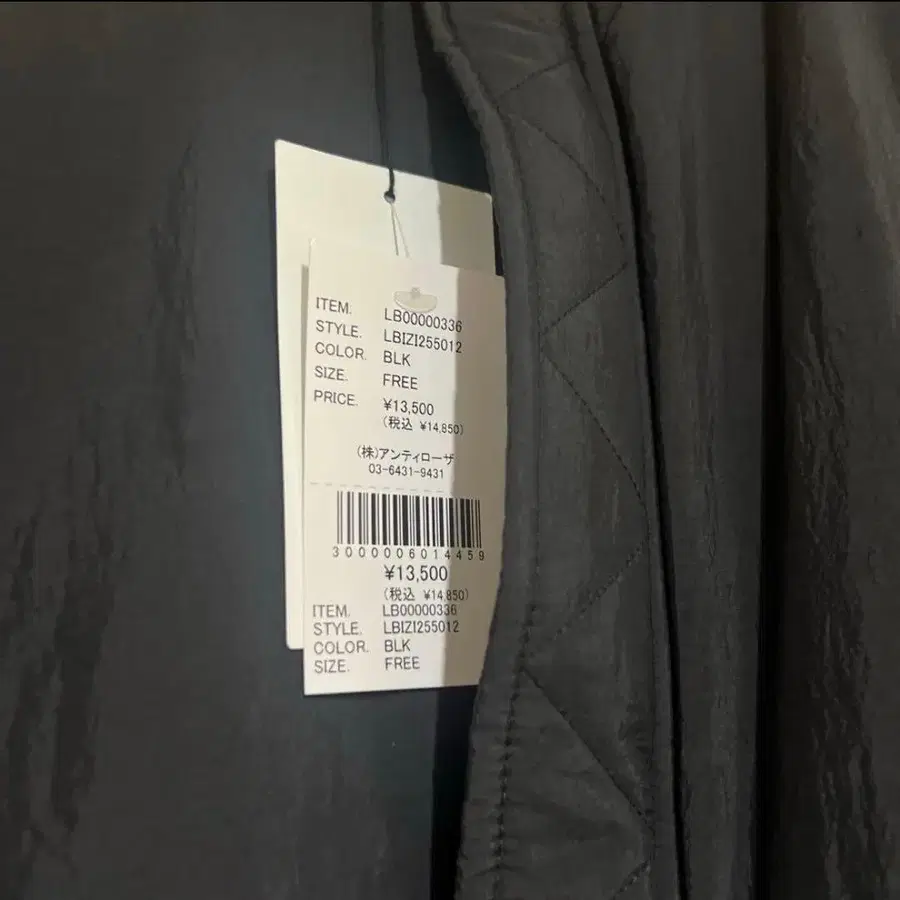 ITEM. LB00000336
STYLE. LBIZI255012
COLOR. BLK
SIZE. FREE
PRICE. ¥13,500
(税込 ¥14,850)
(株)アンティローザ
03-6431-9431
3000006014459
¥13,500
(税込 ¥14,850)
ITEM. LB00000336
STYLE. LBIZI255012
COLOR. BLK
SIZE. FREE